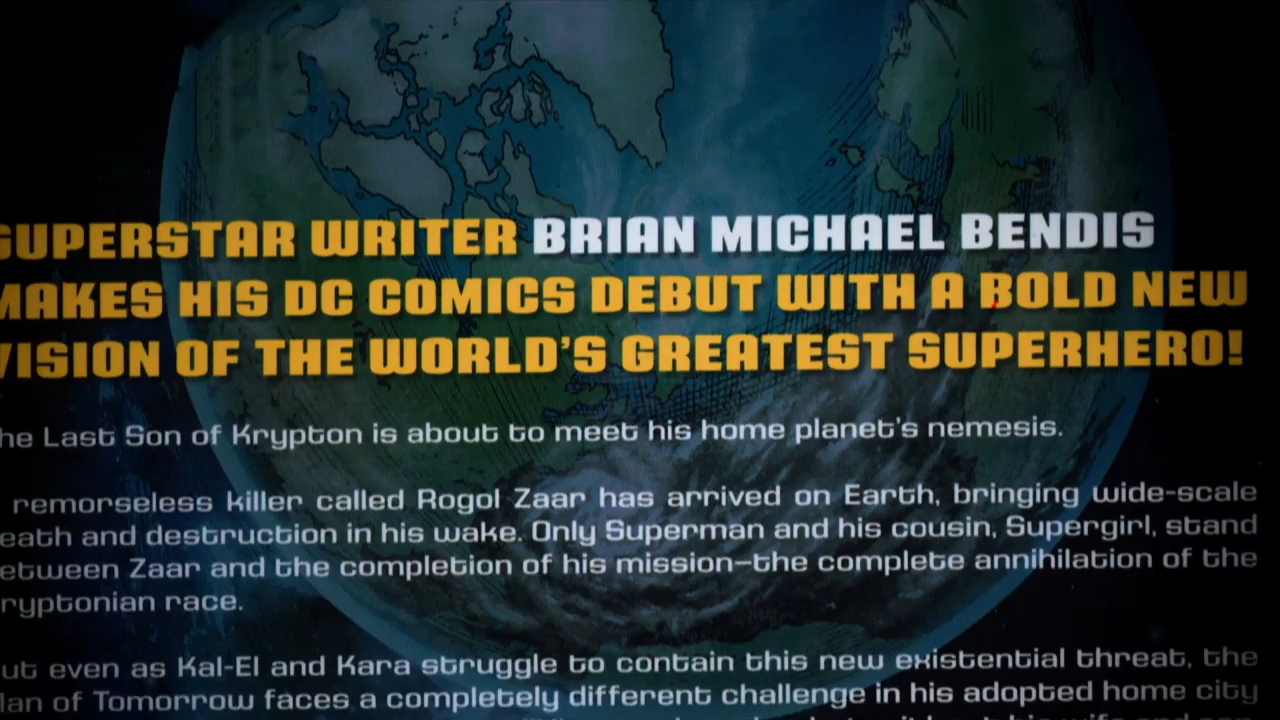 SUPERSTAR WRITER BRIAN MICHAEL BENDIS
MAKES HIS DC COMICS DEBUT WITH A BOLD NEW
VISION OF THE WORLD'S GREATEST SUPERHERO!
he Last Son of Krypton is about to meet his home planet's nemesis.
remorseless killer called Rogol Zaar has arrived on Earth, bringing wide-scale
eath and destruction in his wake. Only Superman and his cousin, Supergirl, stand
etween Zaar and the completion of his mission—the complete annihilation of the
ryptonian race.
ut even as Kal-El and Kara struggle to contain this new existential threat, the
Man of Tomorrow faces a completely different challenge in his adopted home city